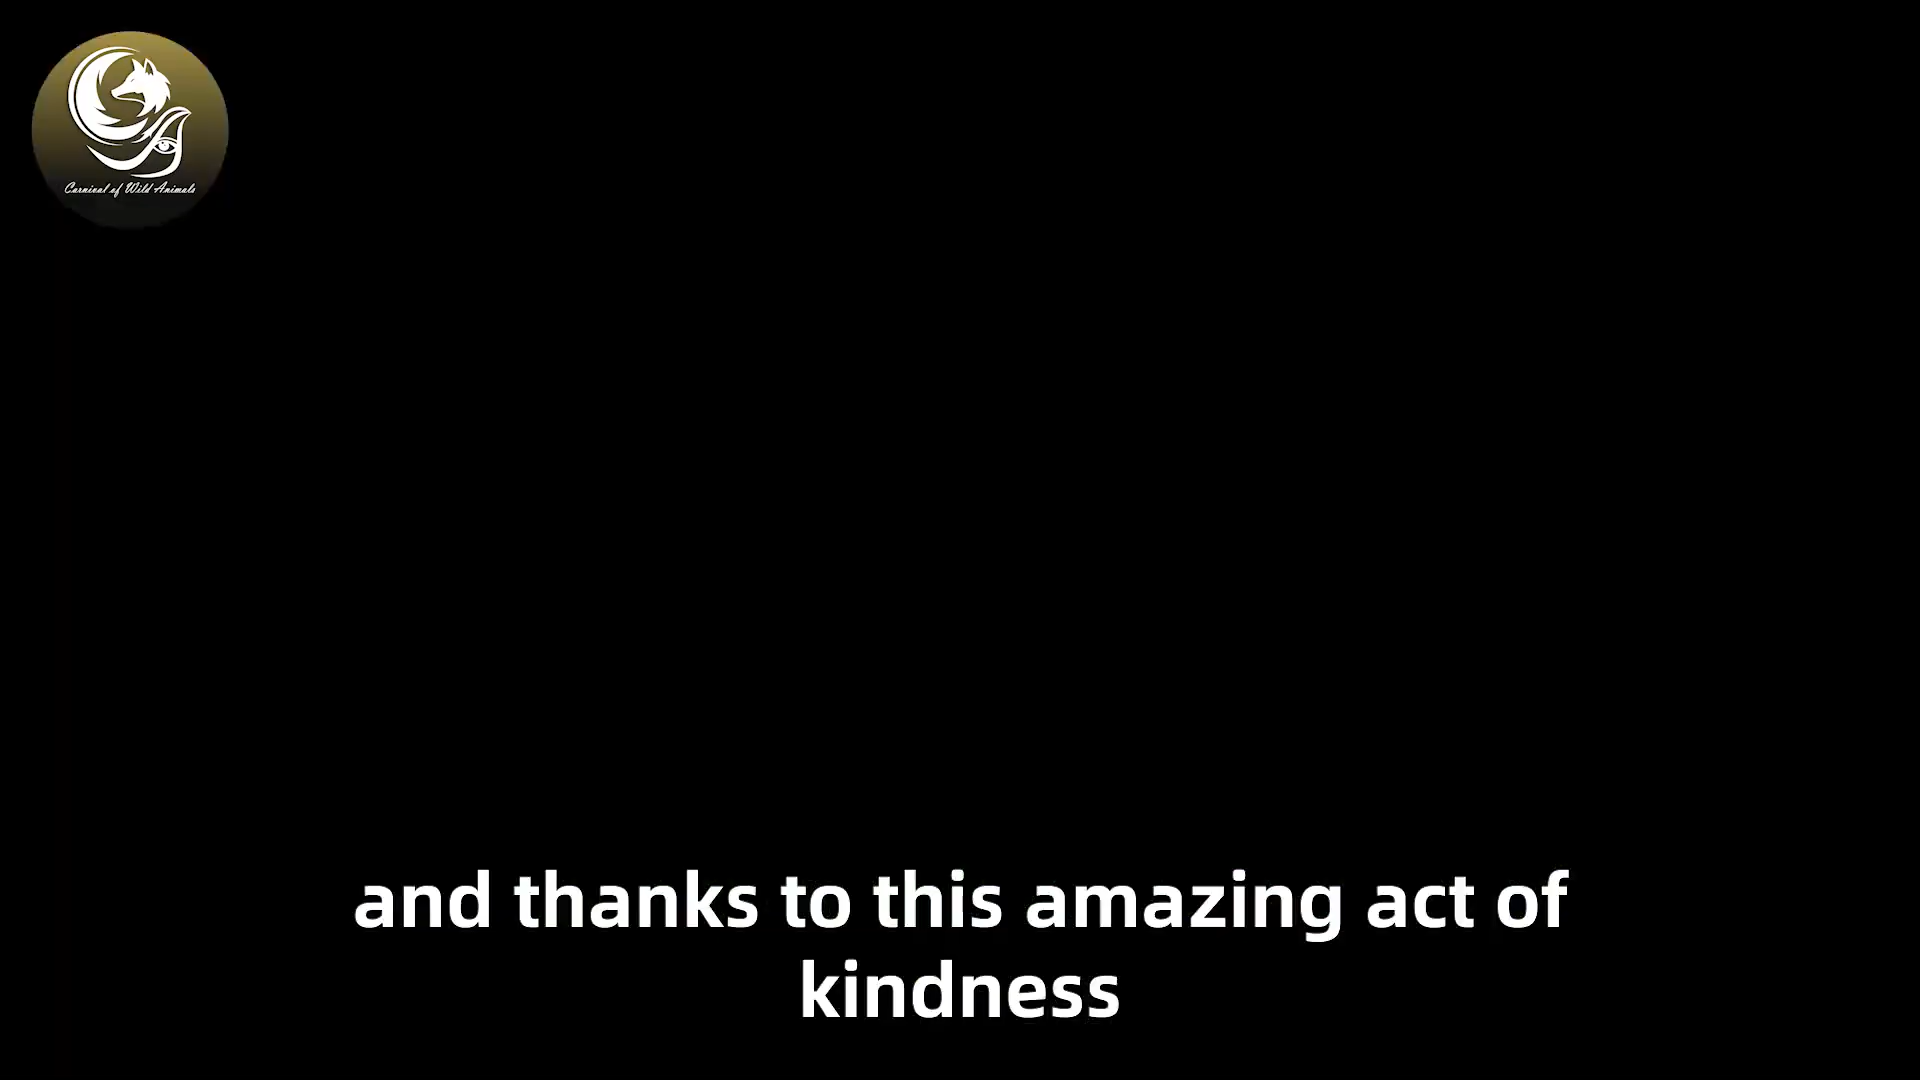 Carnival of Wild Animals
and thanks to this amazing act of
kindness